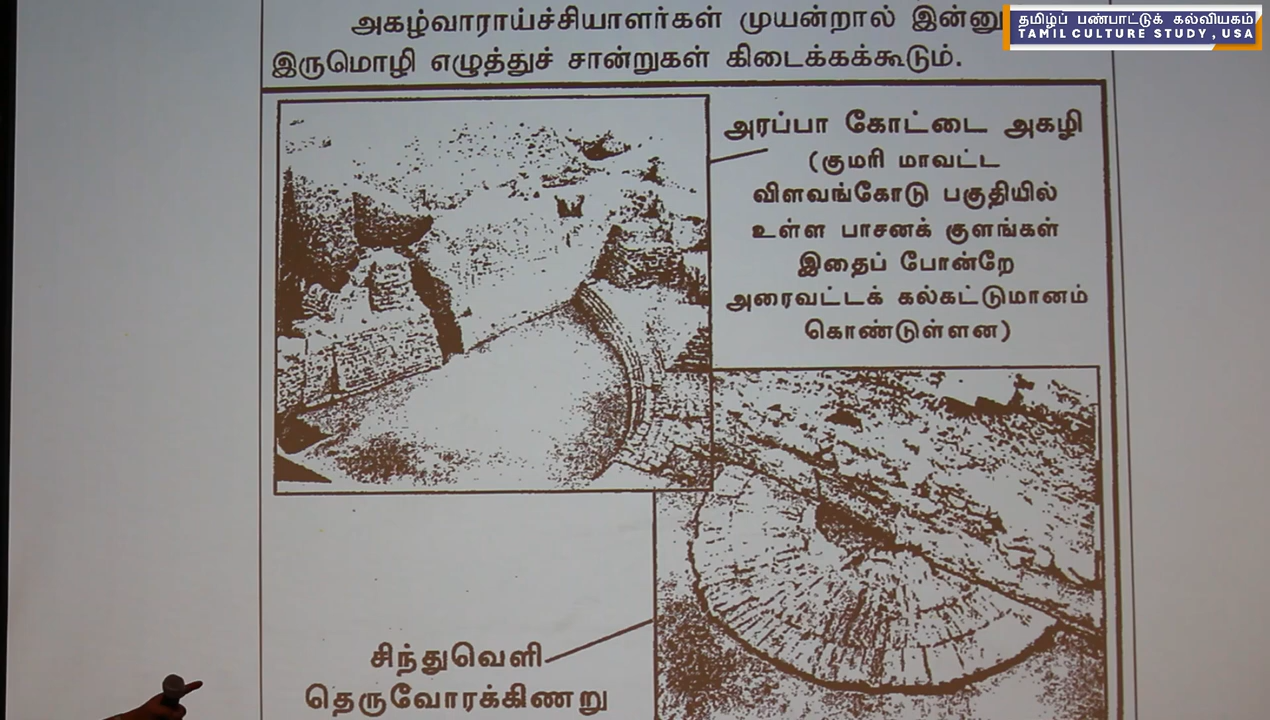 அகழ்வாராய்ச்சியாளர்கள் முயன்றால்
தமிழ்ப் பண்பாட்டுக் கல்வியகம்
TAMIL CULTURE STUDY, USA
இருமொழி எழுத்துச் சான்றுகள் கிடைக்கக்கூடும்.
அரப்பா கோட்டை அகழி
(குமரி மாவட்ட
விளவங்கோடு பகுதியில்
உள்ள பாசனக் குளங்கள்
இதைப் போன்றே
அரைவட்டக் கல்கட்டுமானம்
கொண்டுள்ளன)
சிந்துவெளி
தெருவோரக்கிணறு